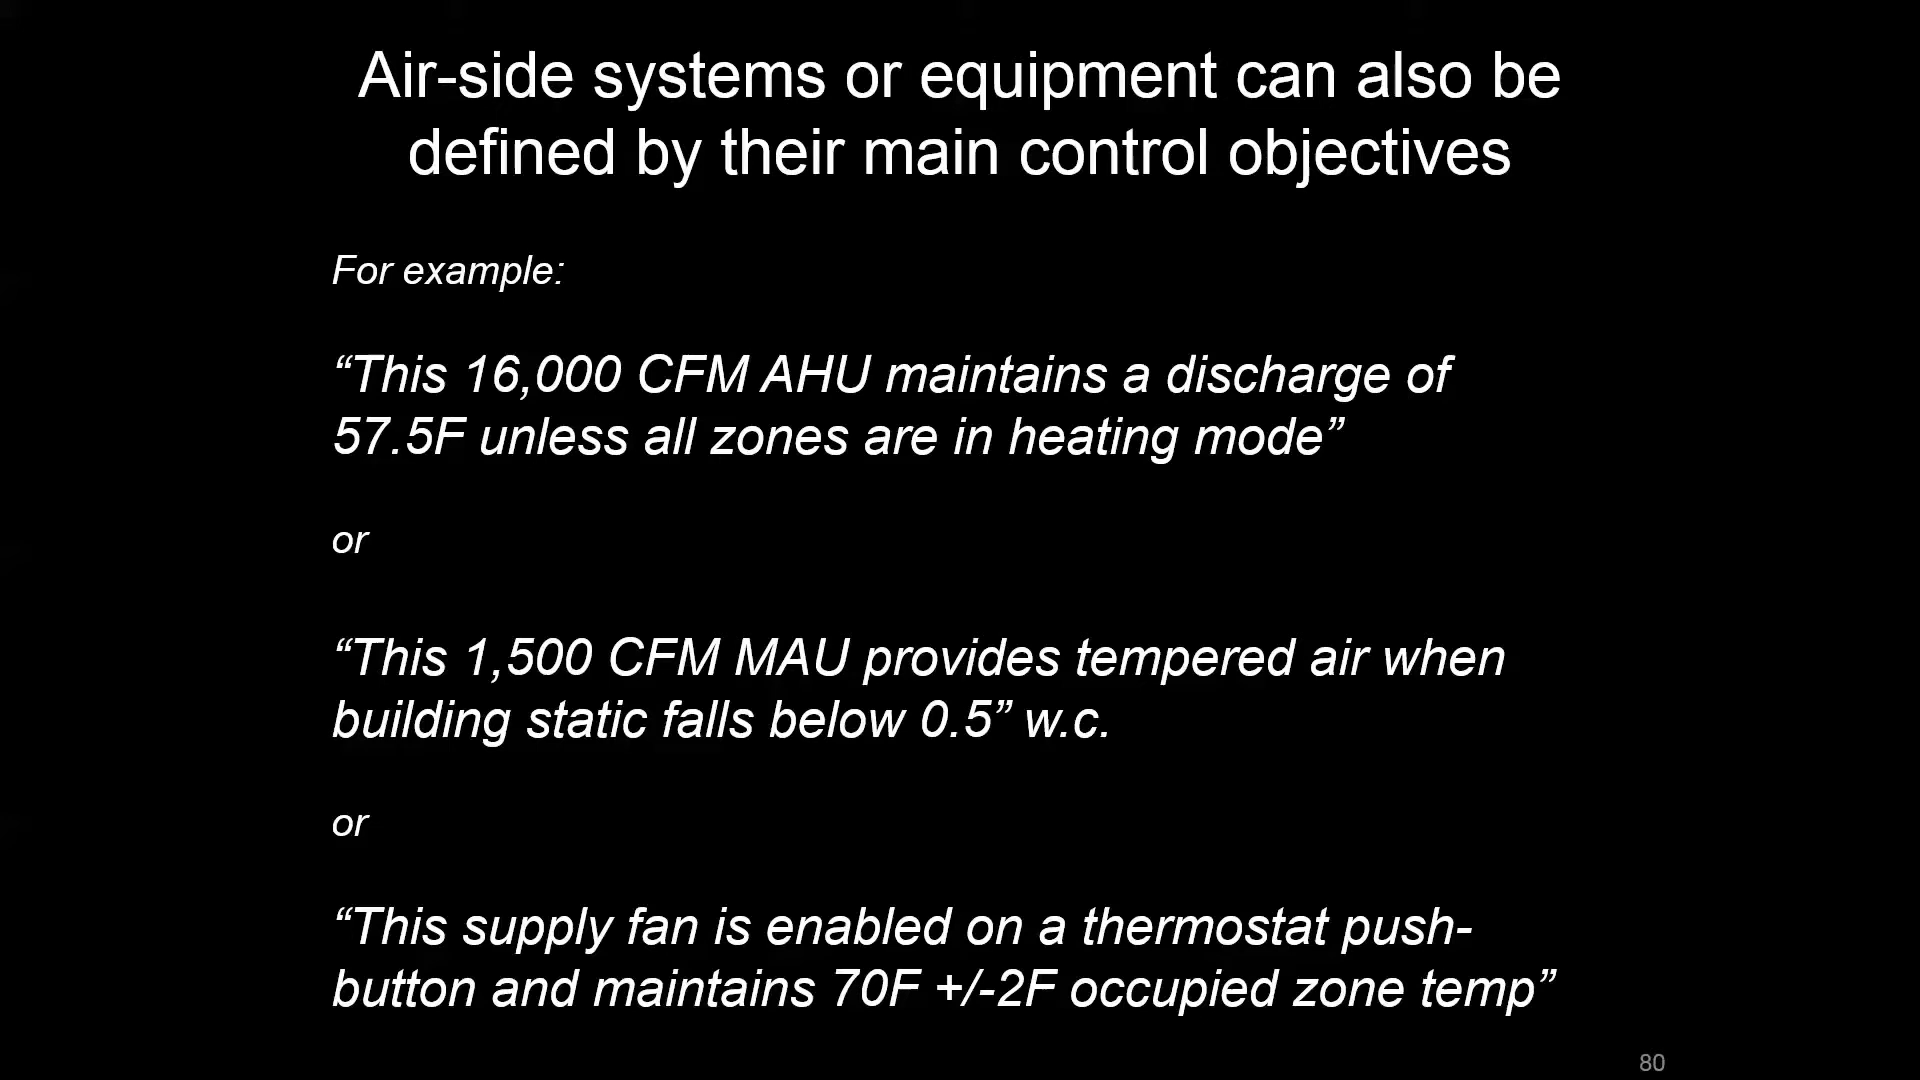 Air-side systems or equipment can also be
defined by their main control objectives
For example:
“This 16,000 CFM AHU maintains a discharge of
57.5F unless all zones are in heating mode”
or
“This 1,500 CFM MAU provides tempered air when
building static falls below 0.5” w.c.
or
“This supply fan is enabled on a thermostat push-
button and maintains 70F +/-2F occupied zone temp”
80